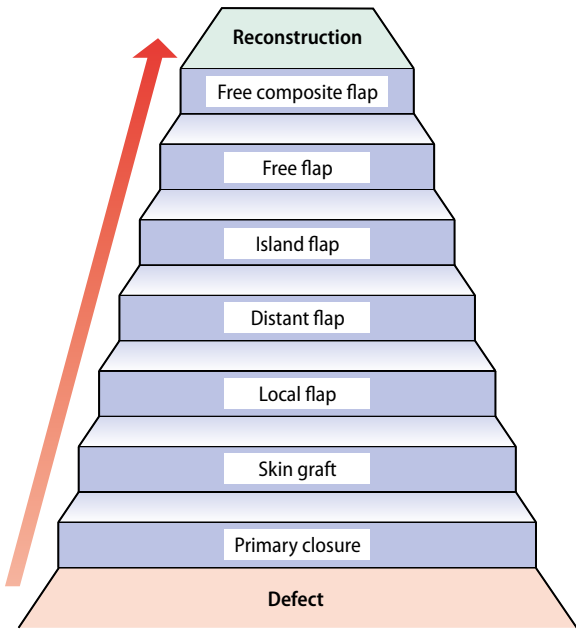 Reconstruction
Free composite flap
Free flap
Island flap
Distant flap
Local flap
Skin graft
Primary closure
Defect